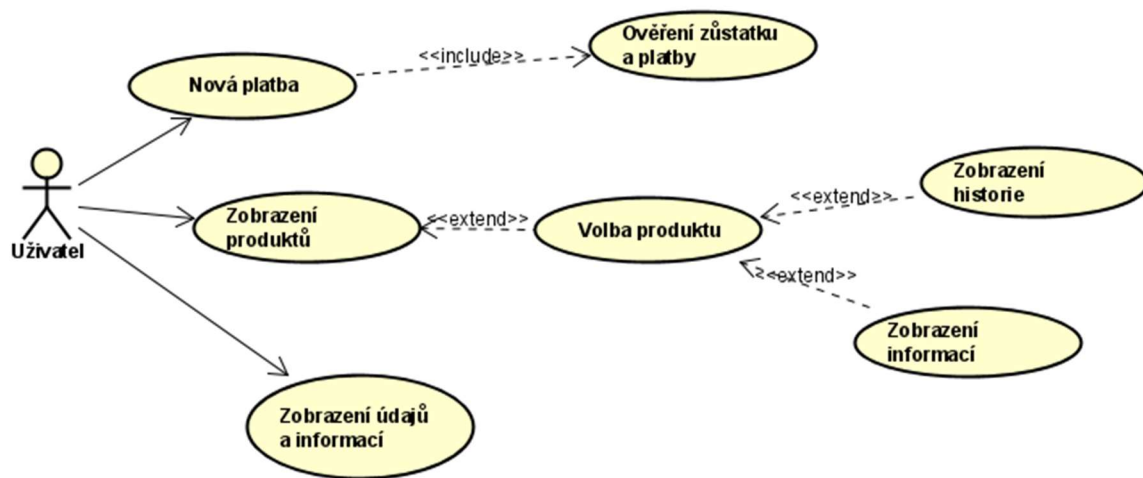 Ověření zůstatku
a platby
<<include>>
Nová platba
Zobrazení
historie
<<extend>>
Zobrazení
produktů
<<extend>>
Volba produktu
Uživatel
<<extend>>
Zobrazení
informací
Zobrazení údajů
a informací